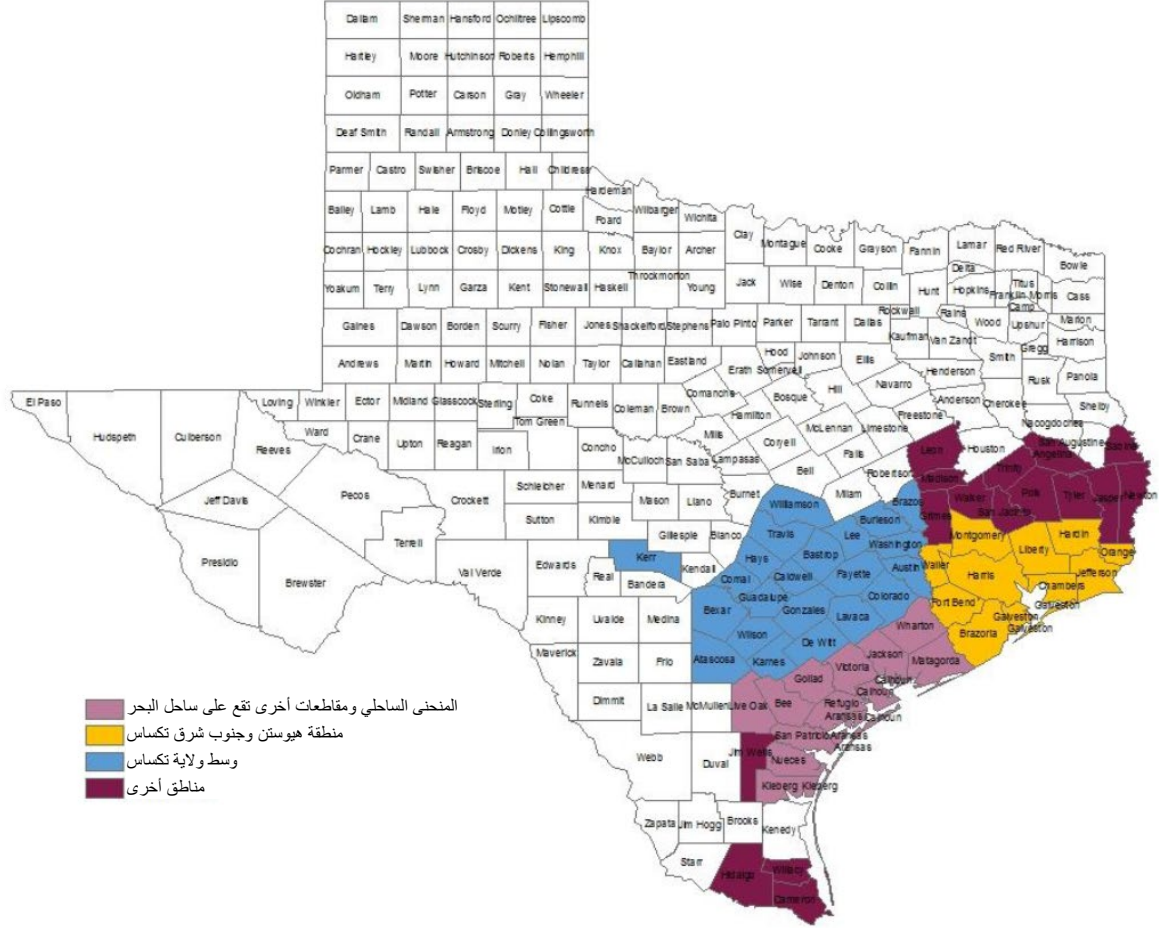 Dallam Sherman Hansford Ochiltree Lipscomb
Hartley Moore Hutchinson Roberts Hemphill
Oldham Potter Carson Gray Wheeler
Deaf Smith Randall Armstrong Donley Collingsworth
Parmer Castro Swisher Briscoe Hall Childress
Hardeman
Bailey Lamb Hale Floyd Motley Cottle Foard Wilbarger Wichita
Clay Montague Cooke Grayson Fannin Lamar Red River Bowie
Cochran Hockley Lubbock Crosby Dickens King Knox Baylor Archer
Delta
Yoakum Terry Lynn Garza Kent Stonewall Haskell Throckmorton Young Jack Wise Denton Collin Hunt Hopkins Franklin Titus Morris Cass
Camp
Rockwall Rains
Gaines Dawson Borden Scurry Fisher Jones Shackelford Stephens Palo Pinto Parker Tarrant Dallas Kaufman Van Zandt Wood Upshur Marion
Gregg Harrison
Andrews Martin Howard Mitchell Nolan Taylor Callahan Eastland Erath Hood Somervell Johnson Ellis Henderson Smith Rusk Panola
El Paso Hudspeth Culberson Reeves Loving Winkler Ector Midland Glasscock Sterling Coke Runnels Coleman Brown Comanche Hamilton Bosque Hill Navarro Freestone Anderson Cherokee Nacogdoches Shelby
Ward Crane Upton Reagan Irion Tom Green Concho McCulloch San Saba Mills Lampasas Coryell McLennan Limestone Falls Leon Houston Angelina San Augustine Sabine
Jeff Davis Pecos Crockett Schleicher Menard Mason Llano Burnet Bell Milam Robertson Madison Trinity
Presidio Brewster Terrell Val Verde Sutton Kimble Gillespie Blanco Williamson Travis Burleson Brazos Grimes Walker San Jacinto Polk Tyler Jasper Newton
Edwards Real Kerr Bandera Kendall Hays Comal Bastrop Lee Washington Austin Waller Montgomery Liberty Hardin Orange
Kinney Uvalde Medina Bexar Guadalupe Caldwell Gonzales Fayette Colorado Lavaca Fort Bend Harris Chambers Jefferson
Galveston
Galveston
Galveston
Maverick Zavala Frio Atascosa Wilson Karnes De Witt Wharton Brazoria
Dimmit La Salle McMullen Live Oak Bee Goliad Victoria Jackson Matagorda
Calhoun
Calhoun
Calhoun
Refugio
Aransas
Aransas
Aransas
Webb Duval Jim Wells San Patricio Nueces
Kleberg Kleberg
Zapata Jim Hogg Brooks Kenedy
Starr Hidalgo Willacy
Cameron
المنحنى الساحلي ومقاطعات أخرى تقع على ساحل البحر
منطقة هيوستن وجنوب شرق تكساس
وسط ولاية تكساس
مناطق أخرى